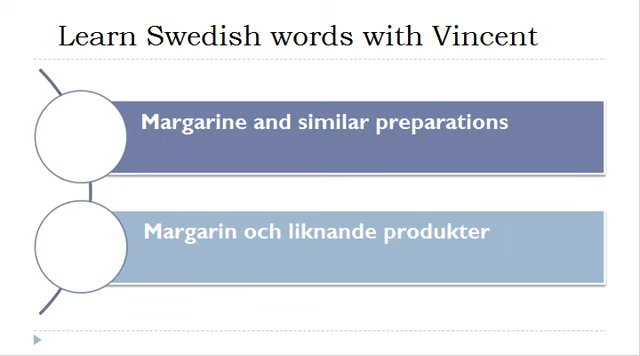 Learn Swedish words with Vincent
Margarine and similar preparations
Margarin och liknande produkter